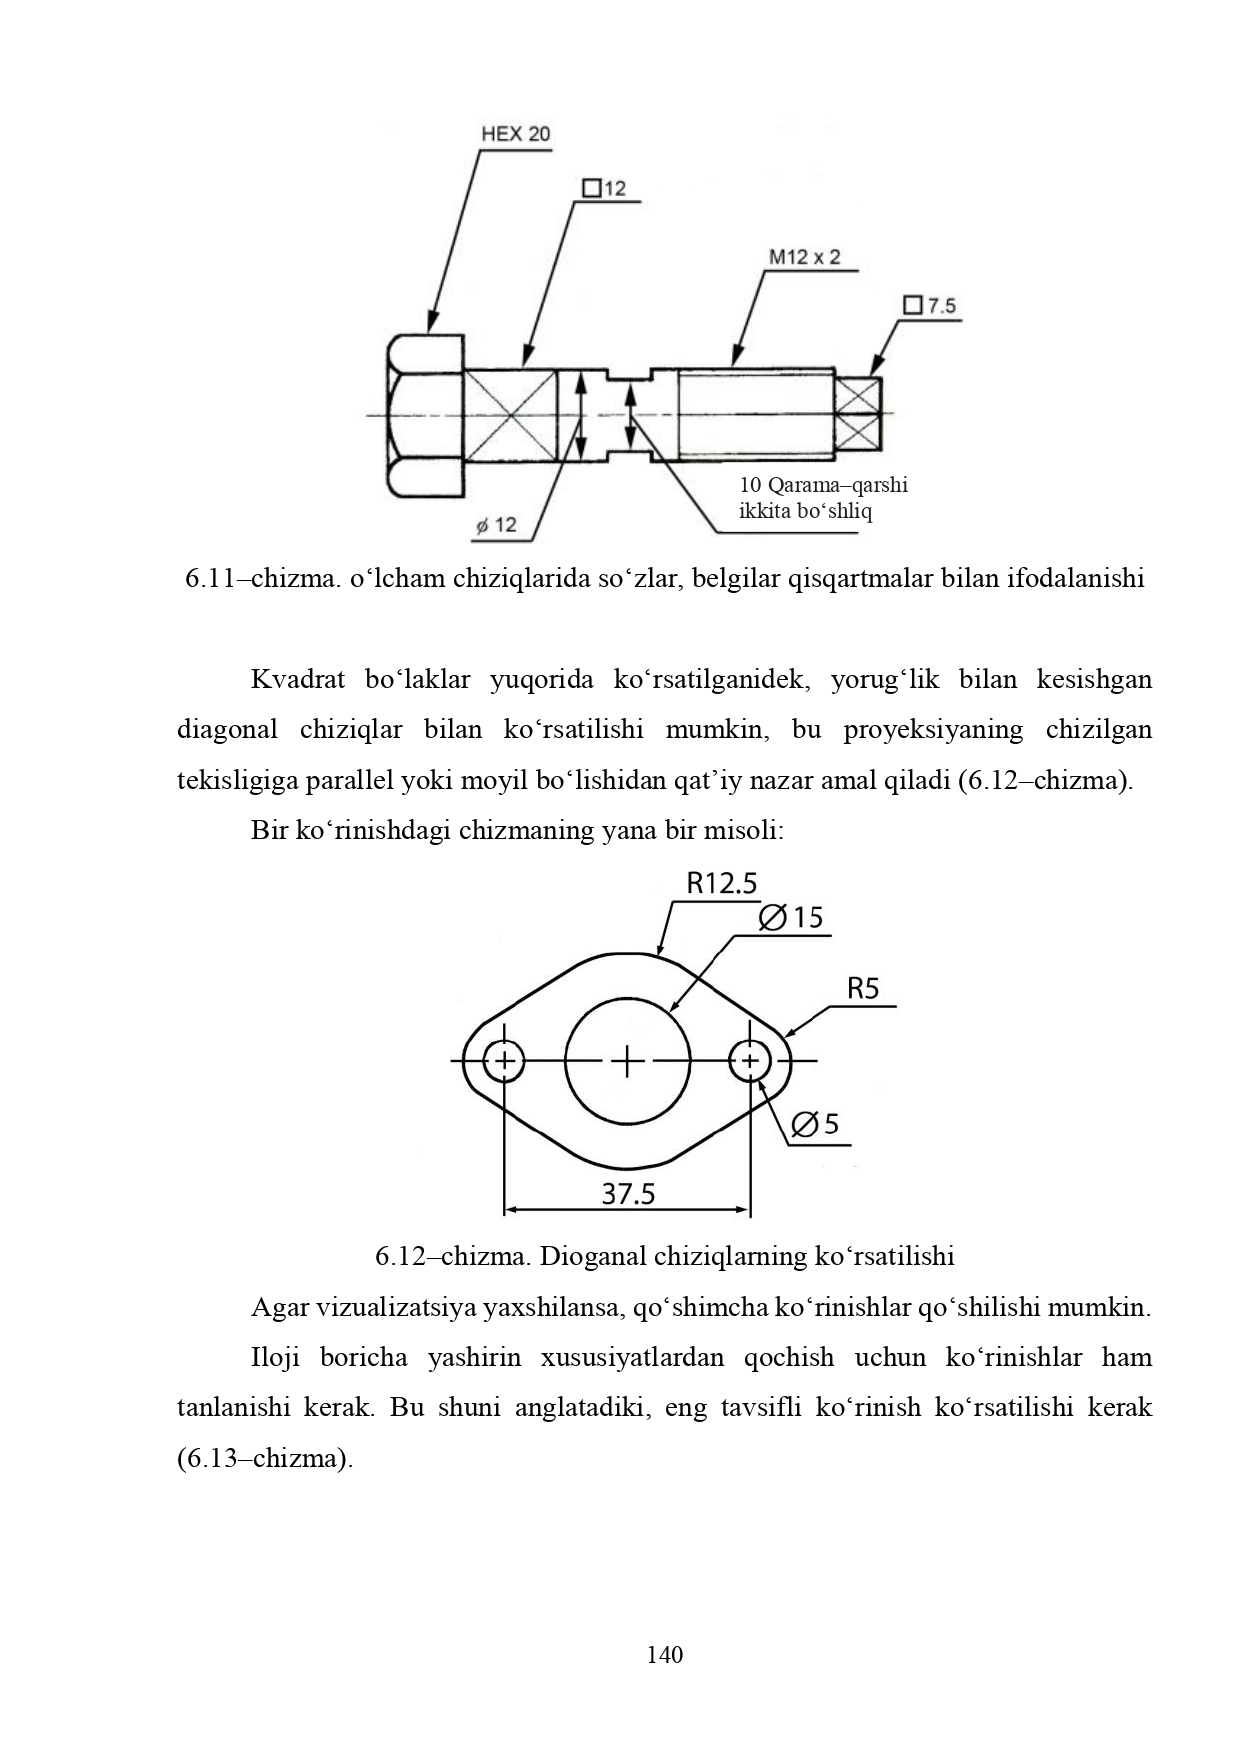 HEX 20
□12
M12 x 2
□ 7.5
10 Qarama–qarshi
ikkita bo‘shliq
ø 12
6.11–chizma. o‘lcham chiziqlarida so‘zlar, belgilar qisqartmalar bilan ifodalanishi
Kvadrat bo‘laklar yuqorida ko‘rsatilganidek, yorug‘lik bilan kesishgan
diagonal chiziqlar bilan ko‘rsatilishi mumkin, bu proyeksiyaning chizilgan
tekisligiga parallel yoki moyil bo‘lishidan qat’iy nazar amal qiladi (6.12–chizma).
Bir ko‘rinishdagi chizmaning yana bir misoli:
R12.5
∅ 15
R5
∅ 5
37.5
6.12–chizma. Dioganal chiziqlarning ko‘rsatilishi
Agar vizualizatsiya yaxshilansa, qo‘shimcha ko‘rinishlar qo‘shilishi mumkin.
Iloji boricha yashirin xususiyatlardan qochish uchun ko‘rinishlar ham
tanlanishi kerak. Bu shuni anglatadiki, eng tavsifli ko‘rinish ko‘rsatilishi kerak
(6.13–chizma).
140